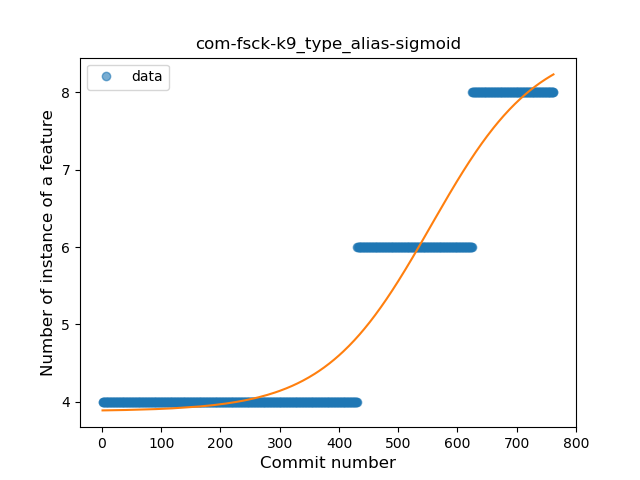 com-fsck-k9_type_alias-sigmoid
data
Number of instance of a feature
8
7
6
5
4
0 100 200 300 400 500 600 700 800
Commit number